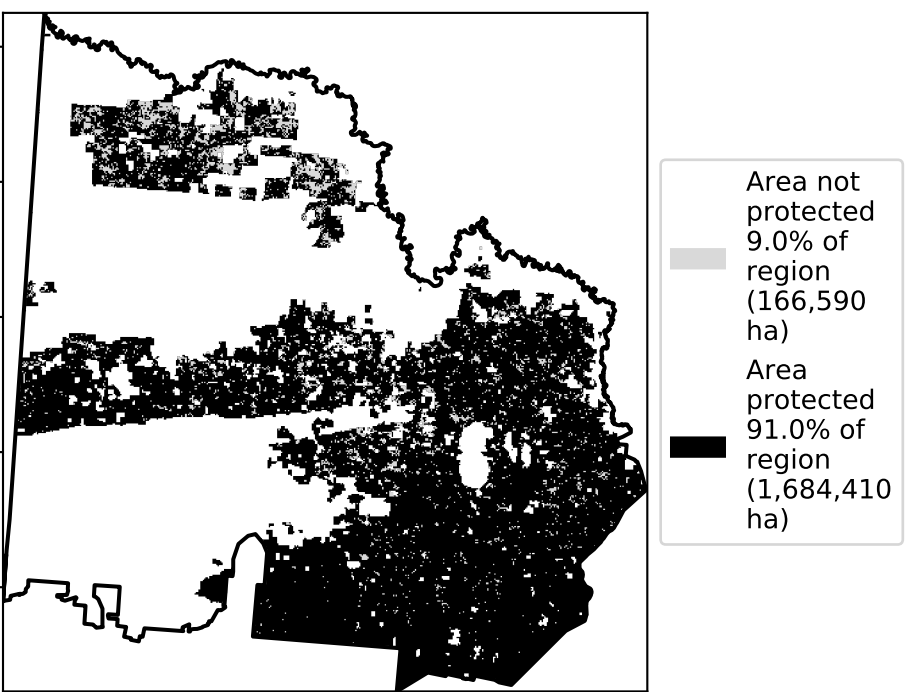 Area not
protected
9.0% of
region
(166,590
ha)
Area
protected
91.0% of
region
(1,684,410
ha)